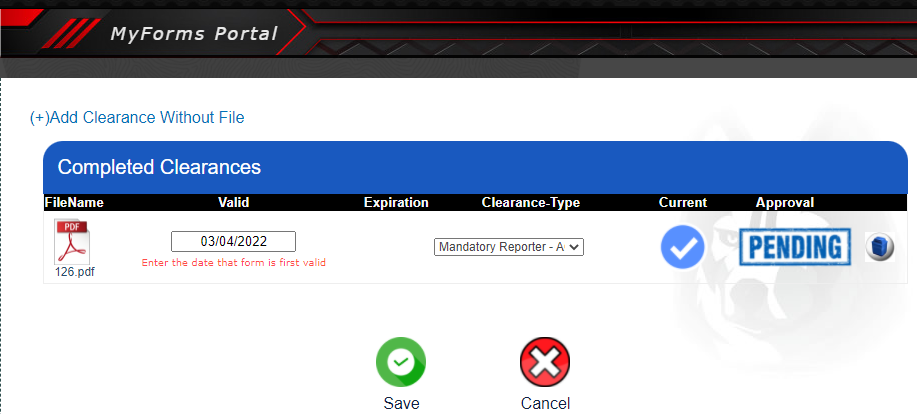 MyForms Portal
(+)Add Clearance Without File
Completed Clearances
FileName Valid Expiration Clearance-Type Current Approval
PDF
03/04/2022 Mandatory Reporter - A PENDING
Enter the date that form is first valid
126.pdf
Save Cancel